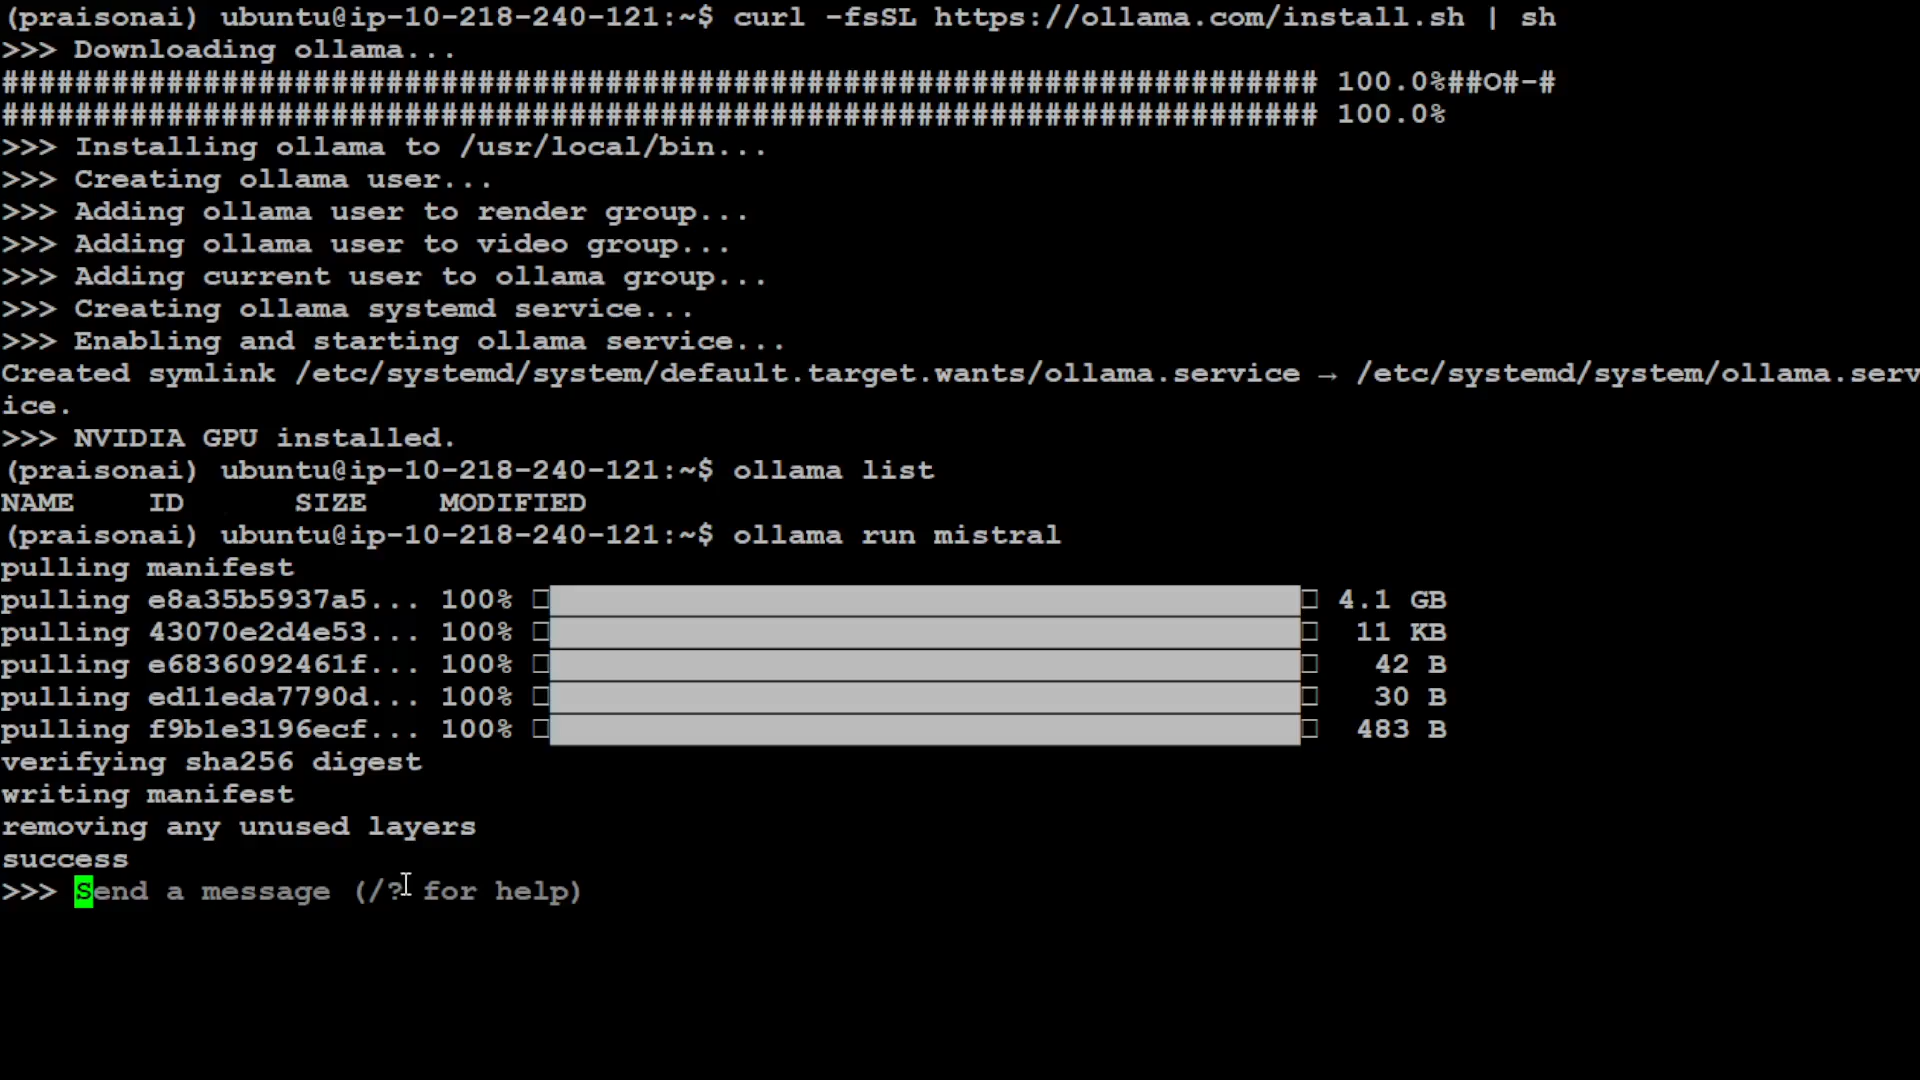 (praisonai) ubuntu@ip-10-218-240-121:~$ curl -fsSL https://ollama.com/install.sh | sh
>>> Downloading ollama...
######################################################################## 100.0%##O#-#
######################################################################## 100.0%
>>> Installing ollama to /usr/local/bin...
>>> Creating ollama user...
>>> Adding ollama user to render group...
>>> Adding ollama user to video group...
>>> Adding current user to ollama group...
>>> Creating ollama systemd service...
>>> Enabling and starting ollama service...
Created symlink /etc/systemd/system/default.target.wants/ollama.service → /etc/systemd/system/ollama.serv
ice.
>>> NVIDIA GPU installed.
(praisonai) ubuntu@ip-10-218-240-121:~$ ollama list
NAME    ID      SIZE    MODIFIED
(praisonai) ubuntu@ip-10-218-240-121:~$ ollama run mistral
pulling manifest
pulling e8a35b5937a5... 100% 4.1 GB
pulling 43070e2d4e53... 100% 11 KB
pulling e6836092461f... 100% 42 B
pulling ed11eda7790d... 100% 30 B
pulling f9b1e3196ecf... 100% 483 B
verifying sha256 digest
writing manifest
removing any unused layers
success
>>> Send a message (/? for help)